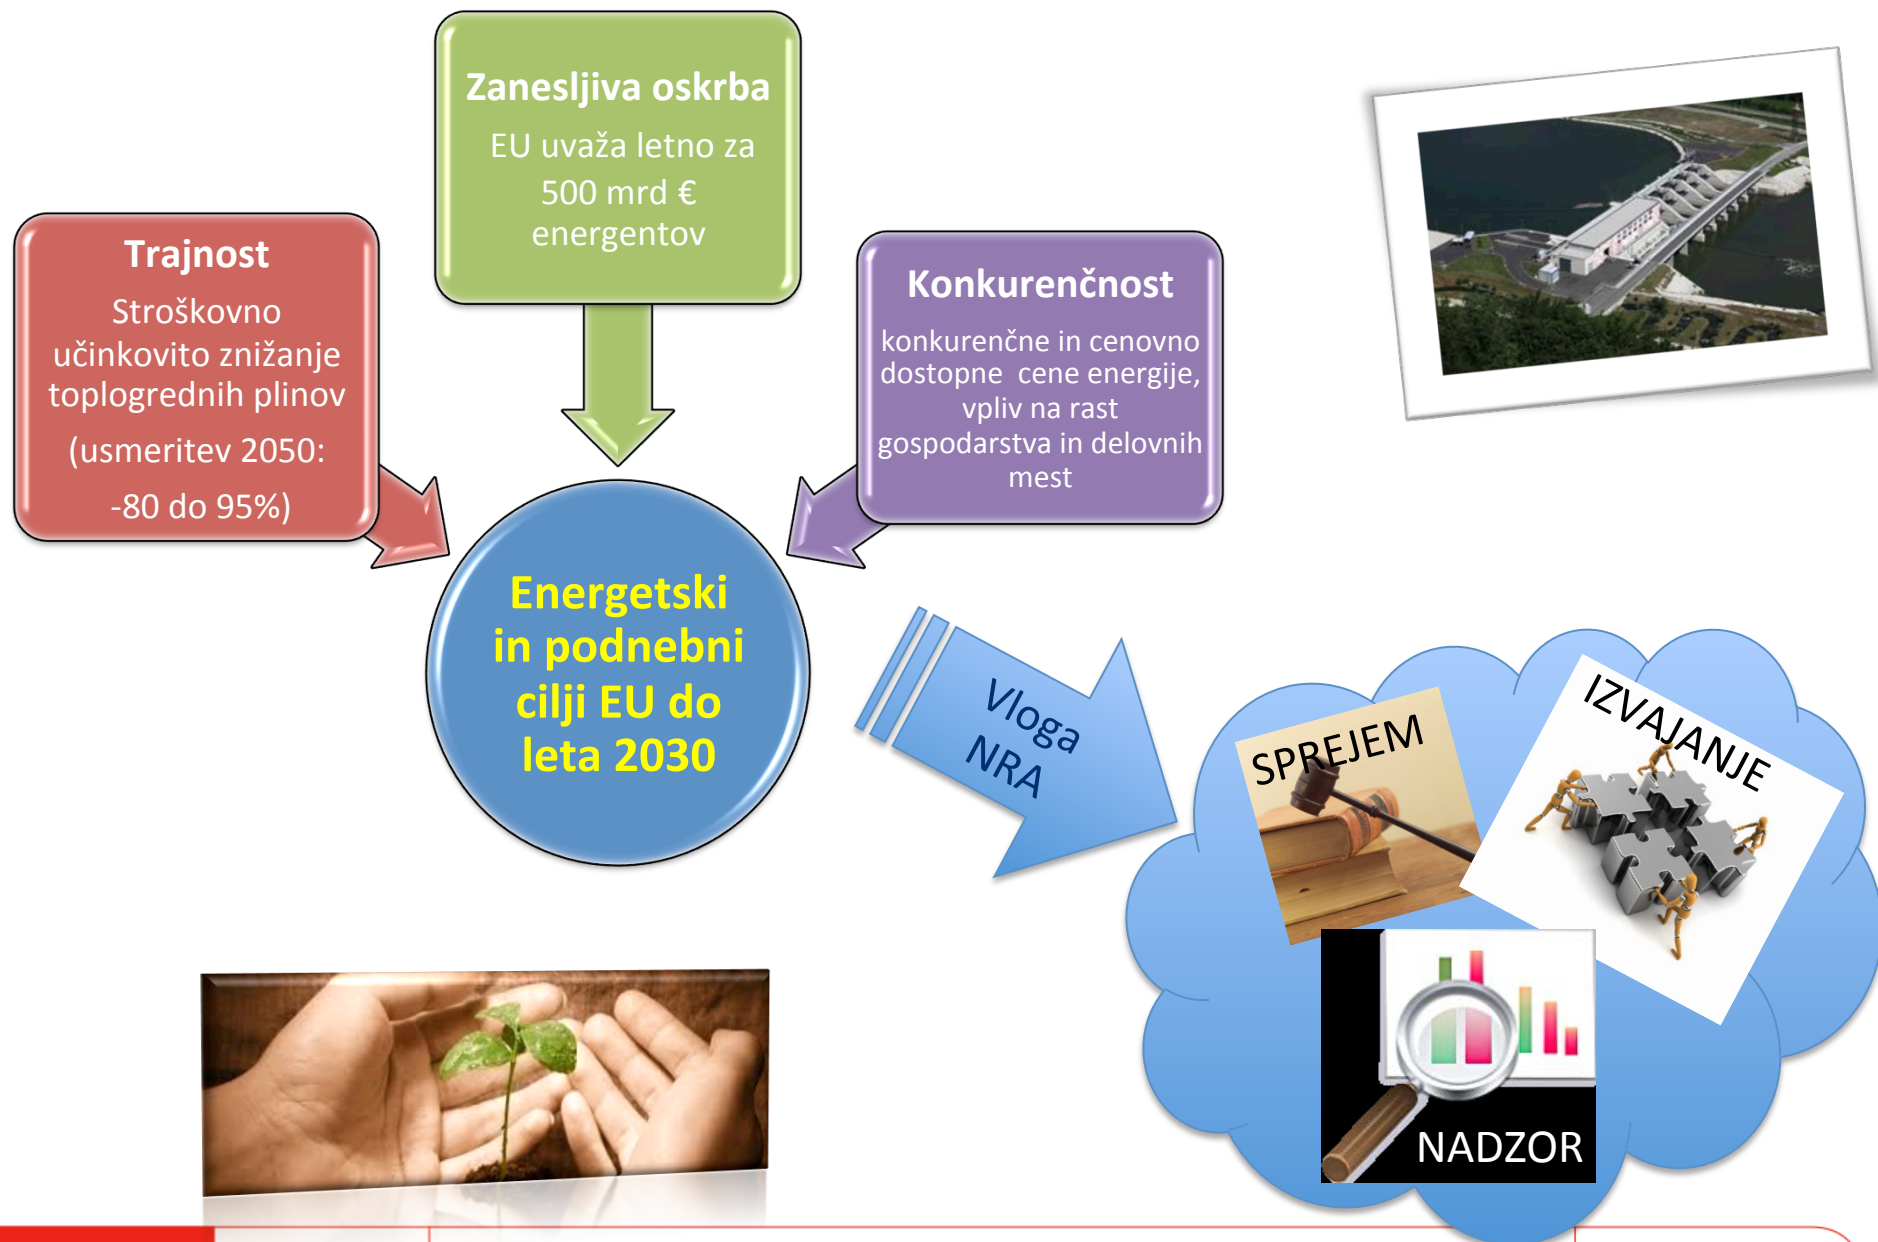 Zanesljiva oskrba
EU uvaža letno za
500 mrd €
energentov
Trajnost
Stroškovno
učinkovito znižanje
toplogrednih plinov
(usmeritev 2050:
-80 do 95%)
Konkurenčnost
konkurenčne in cenovno
dostopne  cene energije,
vpliv na rast
gospodarstva in delovnih
mest
Energetski
in podnebni
cilji EU do
leta 2030
Vloga
NRA
SPREJEM
IZVAJANJE
NADZOR